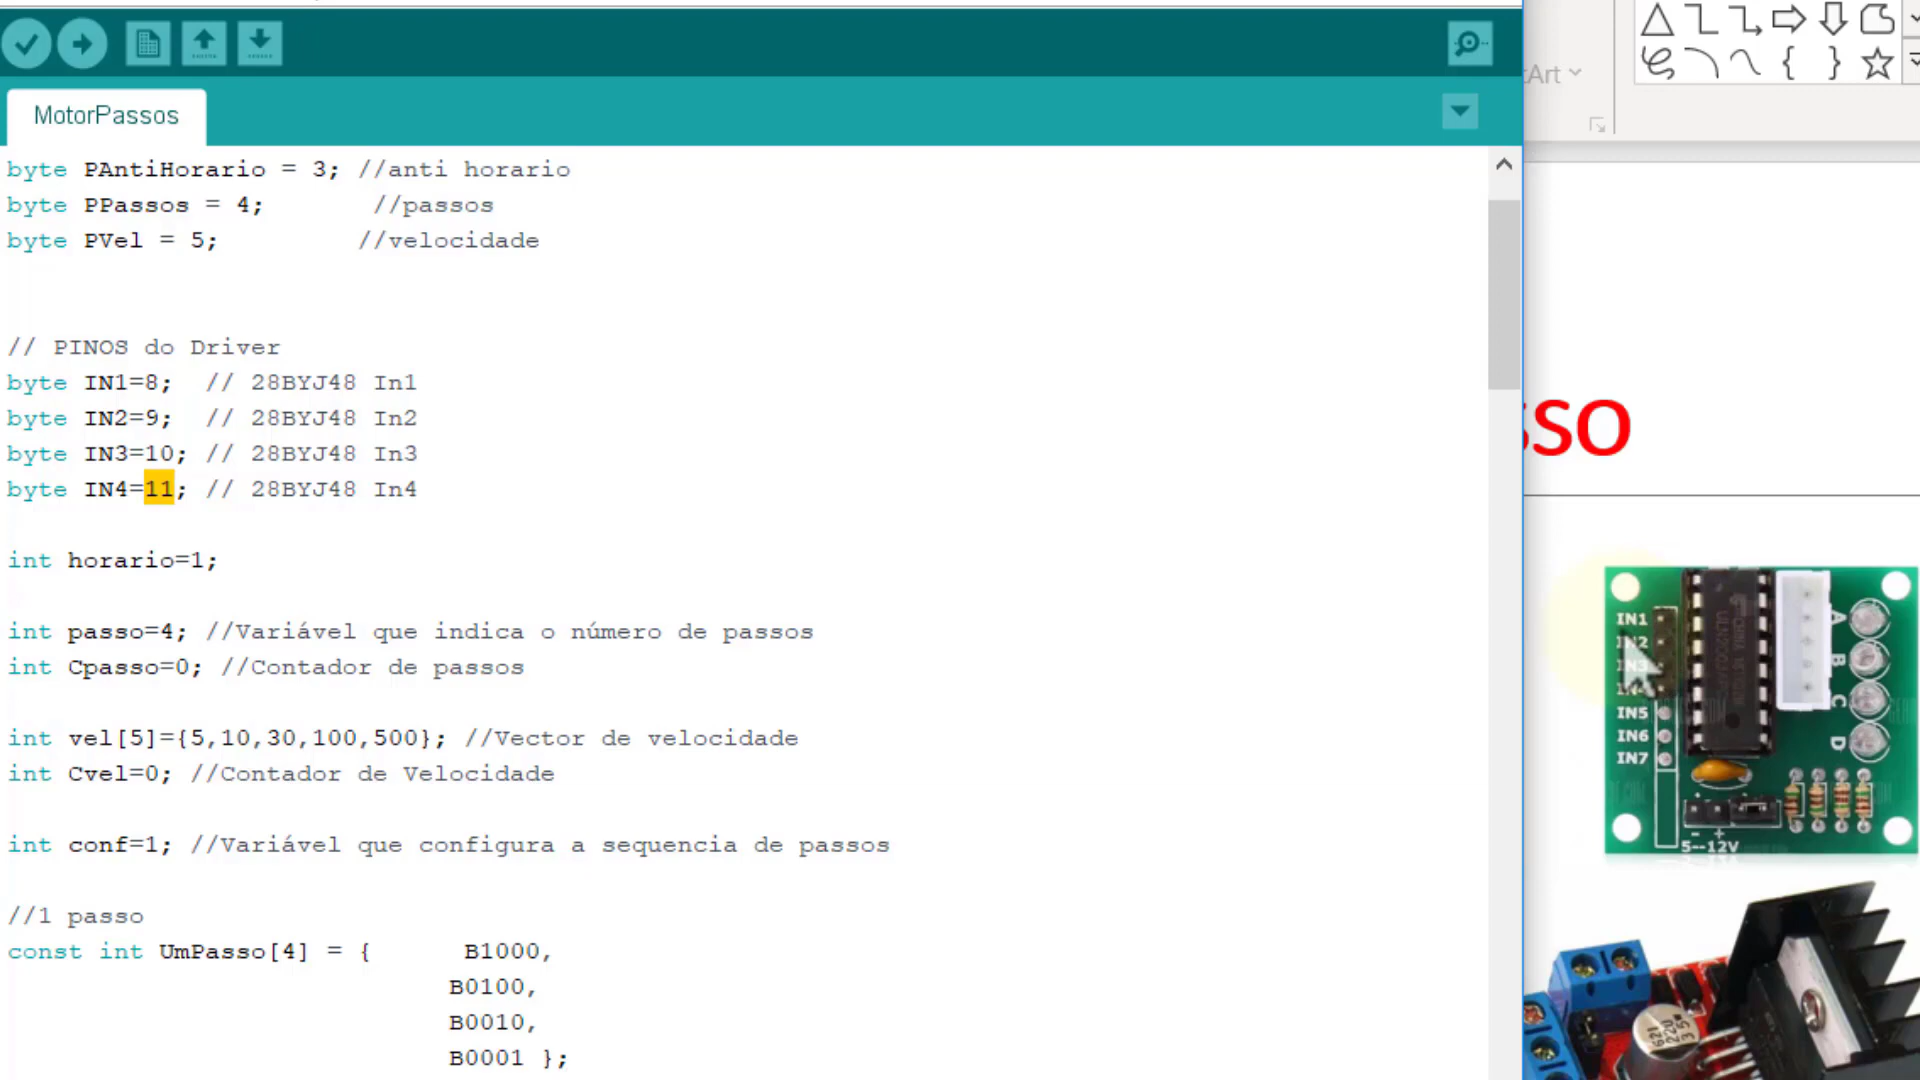 Art
MotorPassos
byte PAntiHorario = 3; //anti horario
byte PPassos = 4; //passos
byte PVel = 5; //velocidade
// PINOS do Driver
byte IN1=8; // 28BYJ48 In1
byte IN2=9; // 28BYJ48 In2
byte IN3=10; // 28BYJ48 In3
byte IN4=11; // 28BYJ48 In4
int horario=1;
int passo=4; //Variável que indica o número de passos
int Cpasso=0; //Contador de passos
int vel[5]={5,10,30,100,500}; //Vector de velocidade
int Cvel=0; //Contador de Velocidade
int conf=1; //Variável que configura a sequencia de passos
//1 passo
const int UmPasso[4] = { B1000,
B0100,
B0010,
B0001 };
SSO
IN1
IN2
IN3
IN5
IN6
IN7
A
B
C
D
- +
5--12V